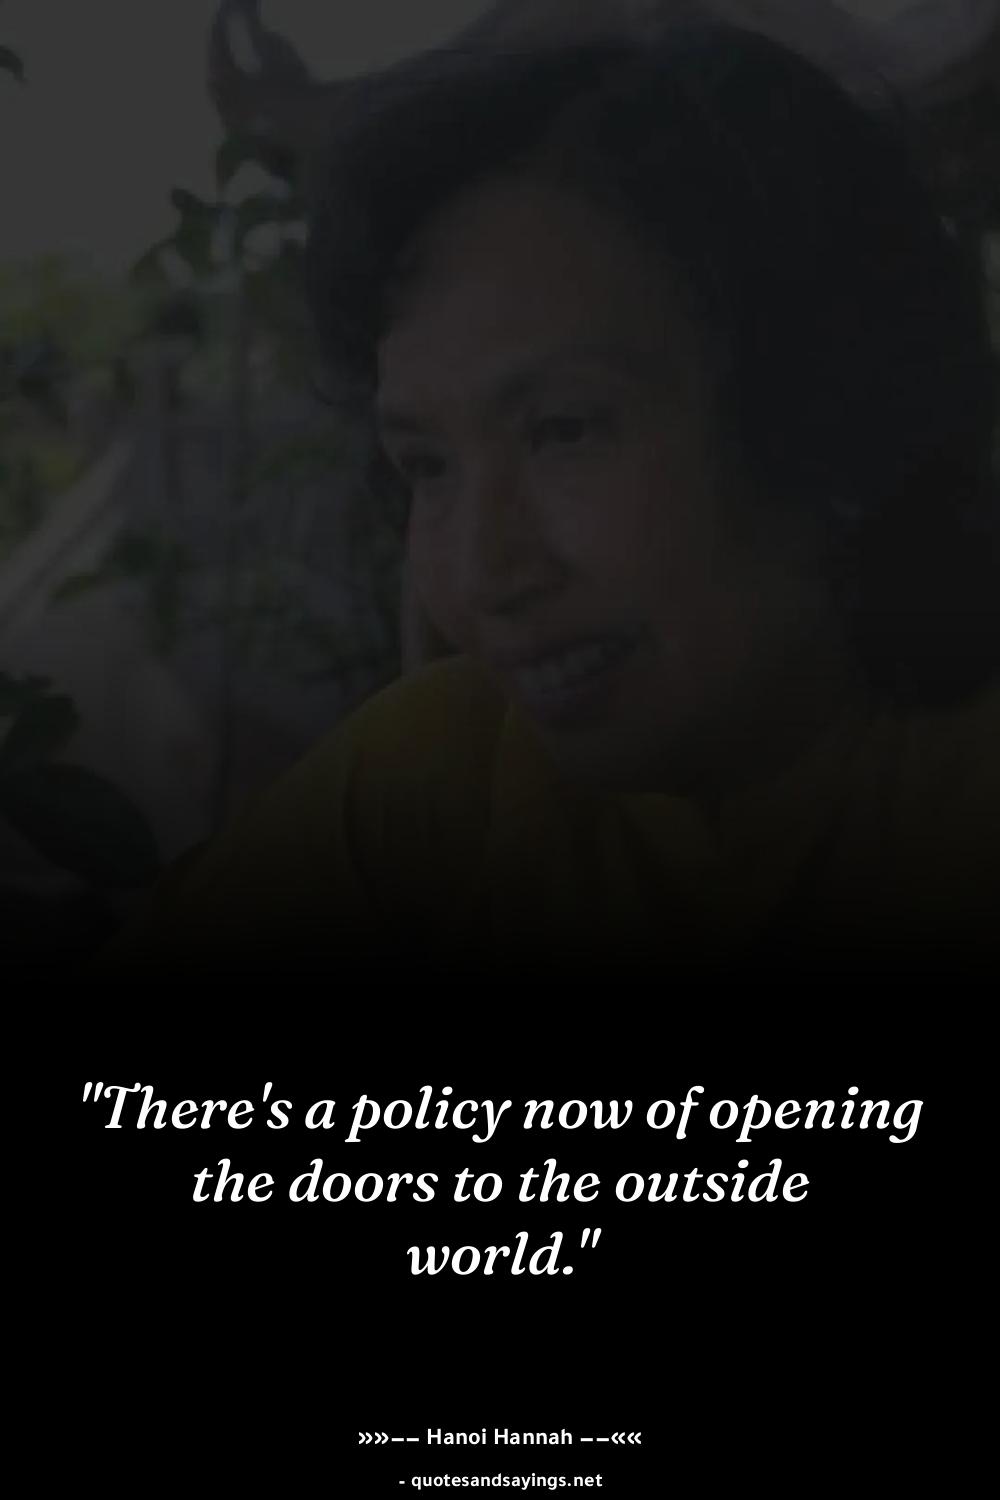 "There's a policy now of opening
the doors to the outside
world."
»»–– Hanoi Hannah ––««
- quotesandsayings.net